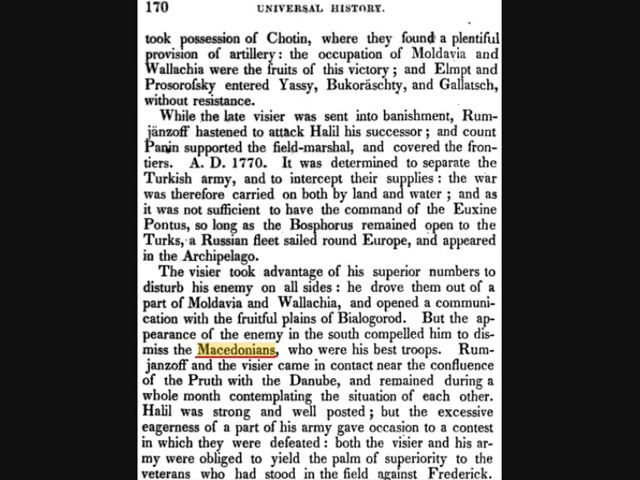 170 UNIVERSAL HISTORY.
took possession of Chotin, where they found a plentiful
provision of artillery: the occupation of Moldavia and
Wallachia were the fruits of this victory; and Elmpt and
Prosorofsky entered Yassy, Bukoräschty, and Gallatsch,
without resistance.
While the late visier was sent into banishment, Rum-
jänzoff hastened to attack Halil his successor; and count
Panin supported the field-marshal, and covered the fron-
tiers. A. D. 1770. It was determined to separate the
Turkish army, and to intercept their supplies: the war
was therefore carried on both by land and water; and as
it was not sufficient to have the command of the Euxine
Pontus, so long as the Bosphorus remained open to the
Turks, a Russian fleet sailed round Europe, and appeared
in the Archipelago.
The visier took advantage of his superior numbers to
disturb his enemy on all sides: he drove them out of a
part of Moldavia and Wallachia, and opened a communi-
cation with the fruitful plains of Bialogorod. But the ap-
pearance of the enemy in the south compelled him to dis-
miss the Macedonians, who were his best troops. Rum-
janzoff and the visier came in contact near the confluence
of the Pruth with the Danube, and remained during a
whole month contemplating the situation of each other.
Halil was strong and well posted; but the excessive
eagerness of a part of his army gave occasion to a contest
in which they were defeated: both the visier and his ar-
my were obliged to yield the palm of superiority to the
veterans who had stood in the field against Frederick.